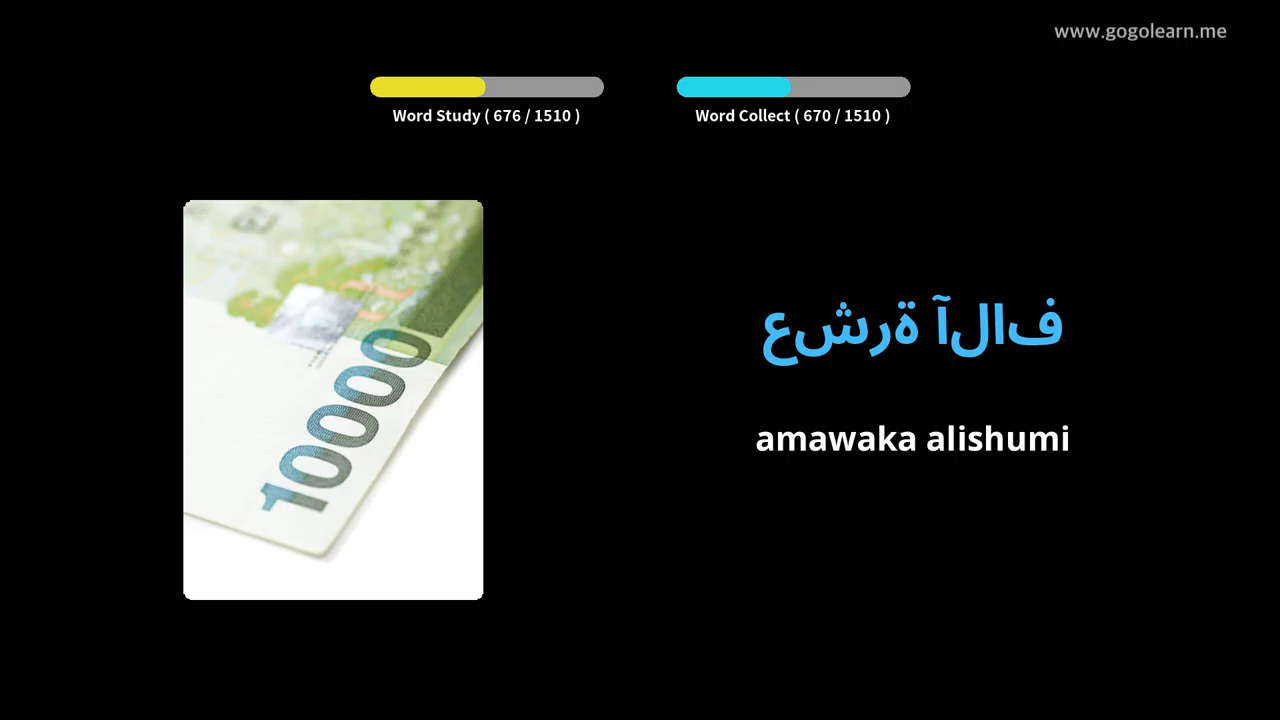 www.gogolearn.me
Word Study ( 676 / 1510 )
Word Collect ( 670 / 1510 )
10000
عشرة آلاف
amawaka alishumi